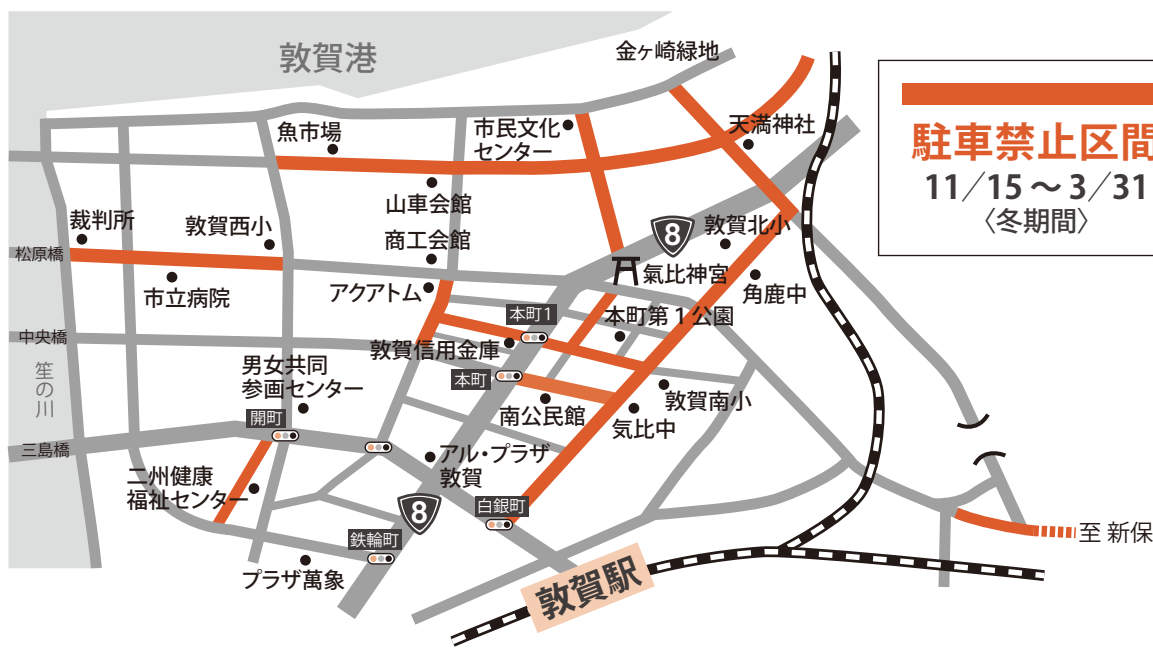 敦賀港
金ヶ崎緑地
駐車禁止区間
11／15～3／31
〈冬期間〉
魚市場
市民文化
センター
天満神社
山車会館
裁判所
敦賀西小
商工会館
8
敦賀北小
松原橋
氣比神宮
市立病院
アクアトム
角鹿中
本町1
本町第1公園
中央橋
敦賀信用金庫
笙の川
男女共同
参画センター
本町
敦賀南小
開町
南公民館
気比中
三島橋
アル・プラザ
敦賀
二州健康
福祉センター
8
白銀町
鉄輪町
至 新保
プラザ萬象
敦賀駅